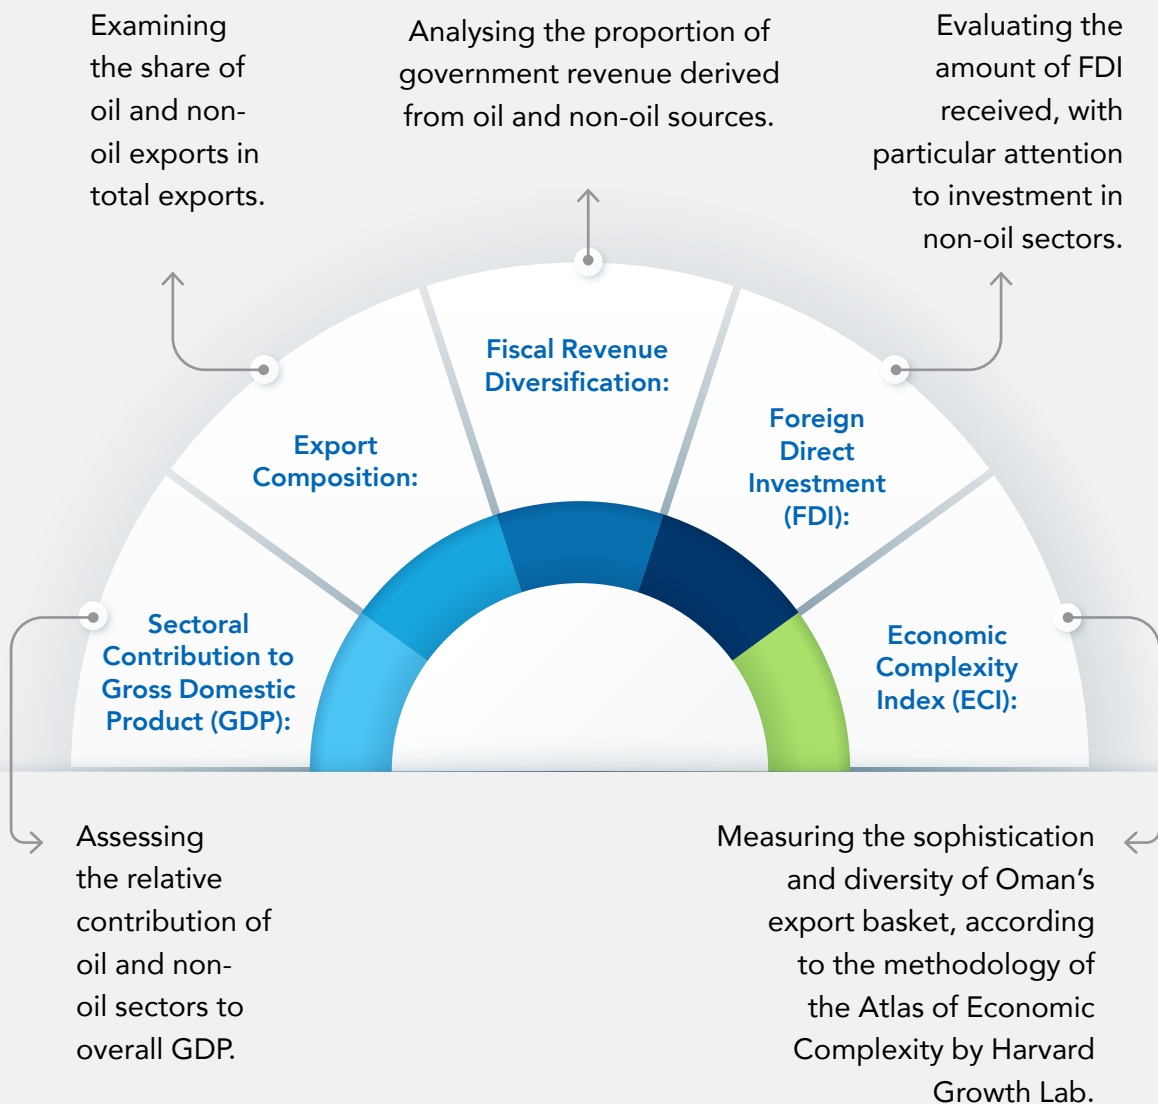 Examining
the share of
oil and non-
oil exports in
total exports.
Analysing the proportion of
government revenue derived
from oil and non-oil sources.
Evaluating the
amount of FDI
received, with
particular attention
to investment in
non-oil sectors.
Fiscal Revenue
Diversification:
Export
Composition:
Foreign
Direct
Investment
(FDI):
Sectoral
Contribution to
Gross Domestic
Product (GDP):
Economic
Complexity
Index (ECI):
Assessing
the relative
contribution of
oil and non-
oil sectors to
overall GDP.
Measuring the sophistication
and diversity of Oman’s
export basket, according
to the methodology of
the Atlas of Economic
Complexity by Harvard
Growth Lab.